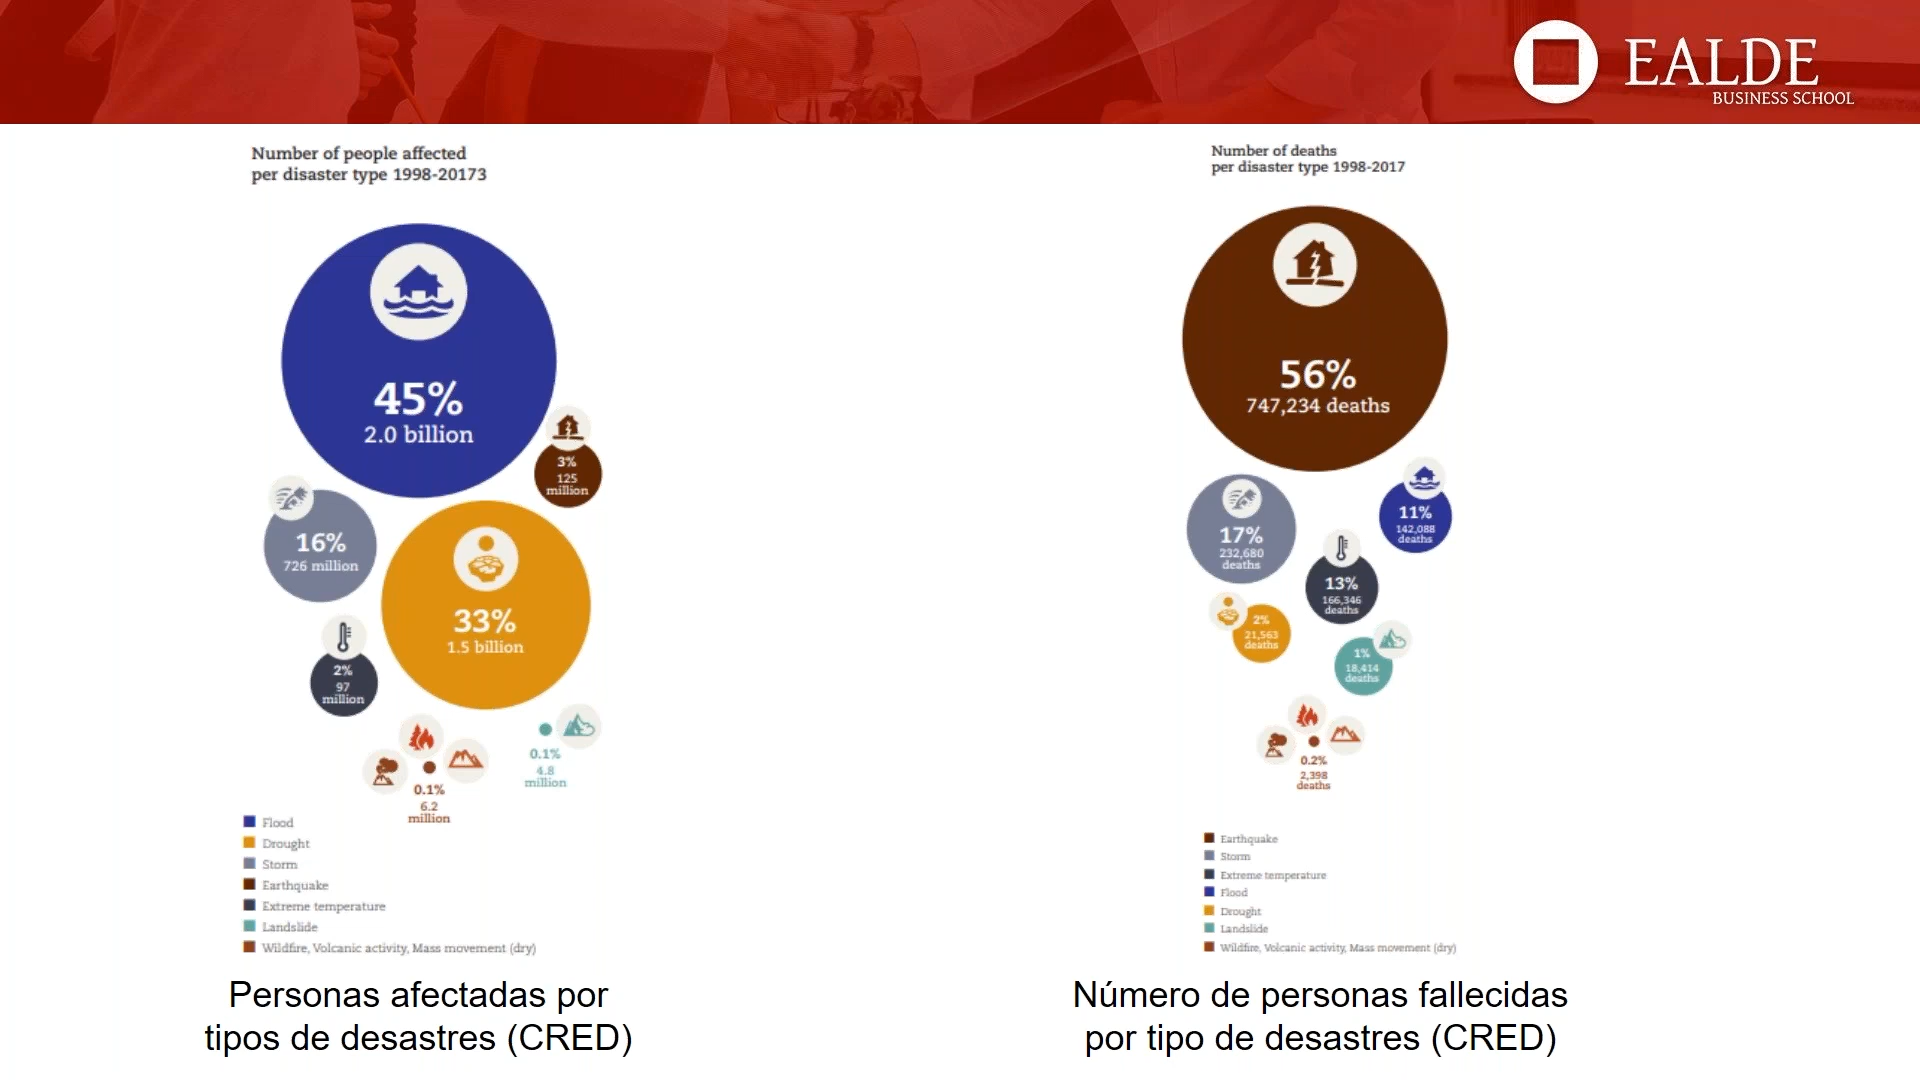 EALDE
BUSINESS SCHOOL
Number of people affected
per disaster type 1998-20173
45%
2.0 billion
3%
125
million
16%
726 million
33%
1.5 billion
2%
97
million
0.1%
4.8
million
0.1%
6.2
million
Flood
Drought
Storm
Earthquake
Extreme temperature
Landslide
Wildfire, Volcanic activity, Mass movement (dry)
Personas afectadas por
tipos de desastres (CRED)
Number of deaths
per disaster type 1998-2017
56%
747,234 deaths
11%
142,088
deaths
17%
232,680
deaths
13%
166,346
deaths
2%
21,563
deaths
1%
18,414
deaths
0.2%
2,398
deaths
Earthquake
Storm
Extreme temperature
Flood
Drought
Landslide
Wildfire, Volcanic activity, Mass movement (dry)
Número de personas fallecidas
por tipo de desastres (CRED)